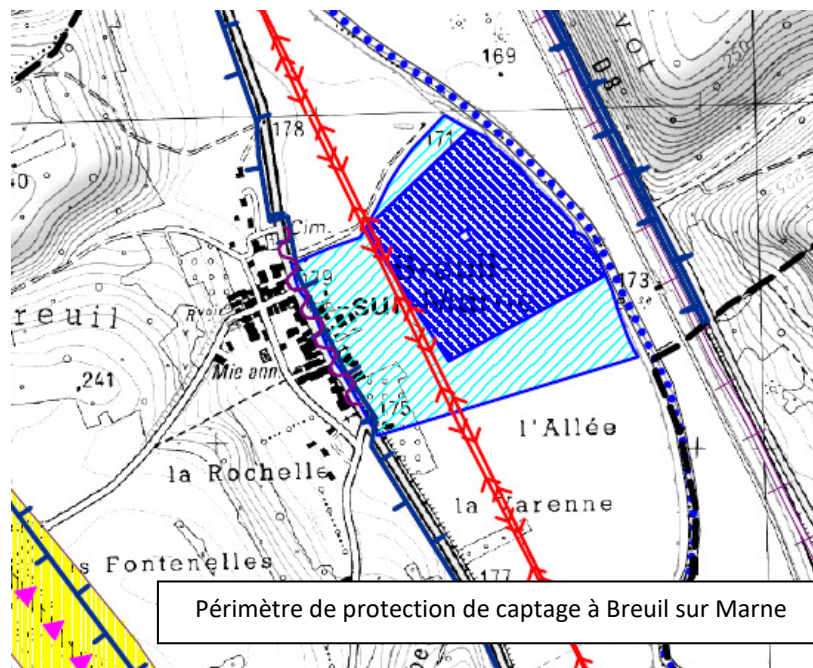 169
D8
171
178
Cim.
179
Breuil
-sur-Marne
173
reuil
Rvoir
241
Mie ann.
175
l'Allée
la Rochelle
la Varenne
s Fontenelles
177
Périmètre de protection de captage à Breuil sur Marne